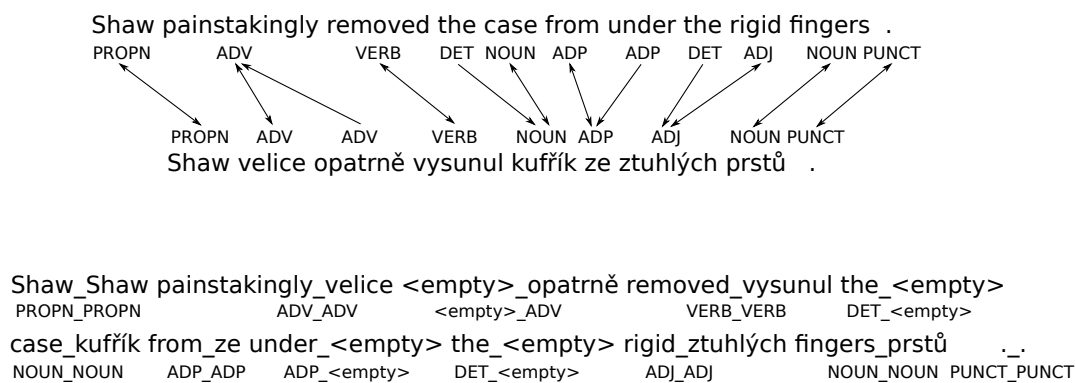 Shaw painstakingly removed the case from under the rigid fingers .
PROPN ADV VERB DET NOUN ADP ADP DET ADJ NOUN PUNCT
PROPN ADV ADV VERB NOUN ADP ADJ NOUN PUNCT
Shaw velice opatrně vysunul kufřík ze ztuhlých prstů .
Shaw_Shaw painstakingly_velice <empty>_opatrně removed_vysunul the_<empty>
PROPN_PROPN ADV_ADV <empty>_ADV VERB_VERB DET_<empty>
case_kufřík from_ze under_<empty> the_<empty> rigid_ztuhlých fingers_prstů ._.
NOUN_NOUN ADP_ADP ADP_<empty> DET_<empty> ADJ_ADJ NOUN_NOUN PUNCT_PUNCT